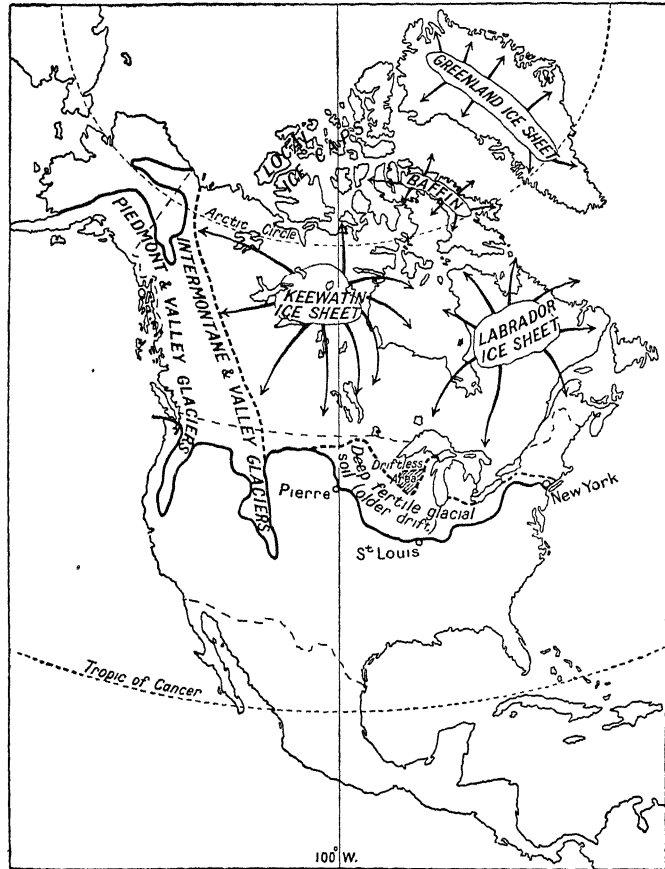 GREENLAND ICE SHEET
LOCAL
ICE
BAFFIN
Arctic Circle
PIEDMONT & VALLEY GLACIERS
INTERMONTANE & VALLEY GLACIERS
KEEWATIN
ICE SHEET
LABRADOR
ICE SHEET
Driftless
Area
Deep fertile glacial
soil (older drift.)
Pierre
New York
St Louis
Tropic of Cancer
100° W.